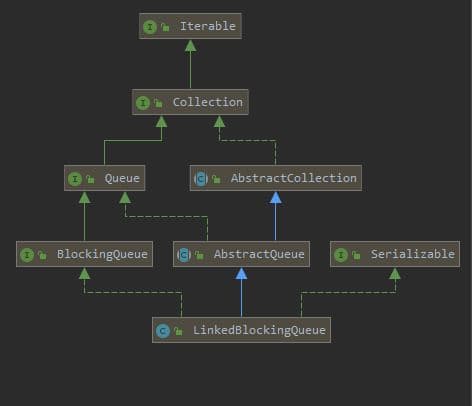 I Iterable
I Collection
I Queue
C AbstractCollection
I BlockingQueue
C AbstractQueue
I Serializable
C LinkedBlockingQueue